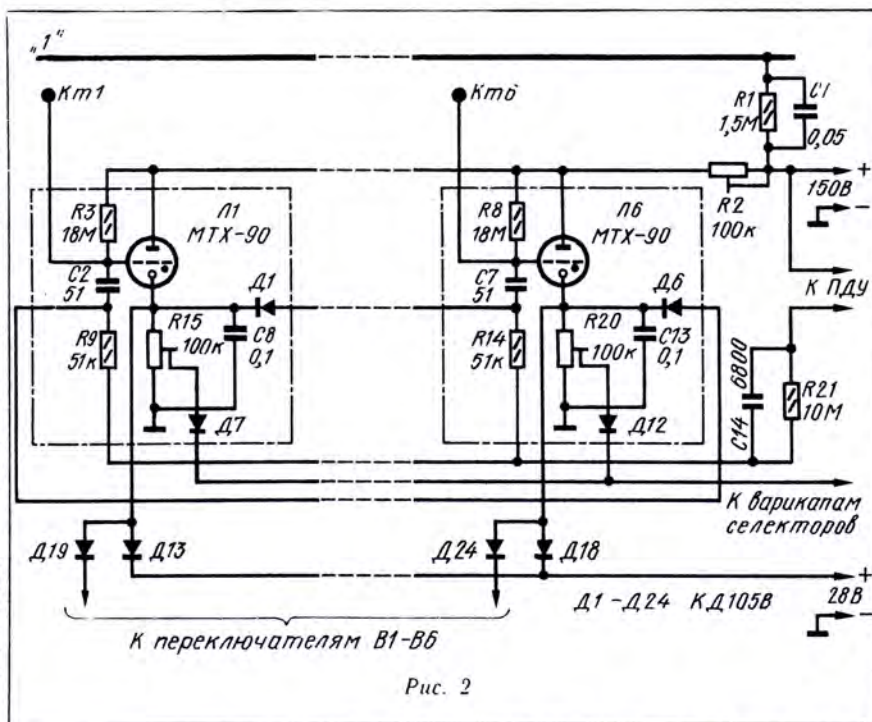 „1"
Кт1
Кт6
R1
1,5М
С1
0,05
+
150В
–
R2
100к
К ПДУ
R3
18М
Л1
МТХ-90
С2
51
Д1
R9
51к
R15
100к
С8
0,1
Д7
R8
18М
Л6
МТХ-90
С7
51
Д6
R14
51к
R20
100к
С13
0,1
Д12
6800
С14
R21
10М
К варикапам
селекторов
Д19
Д13
Д24
Д18
+
28В
–
Д1–Д24 КД105В
К переключателям В1-В6
Рис. 2